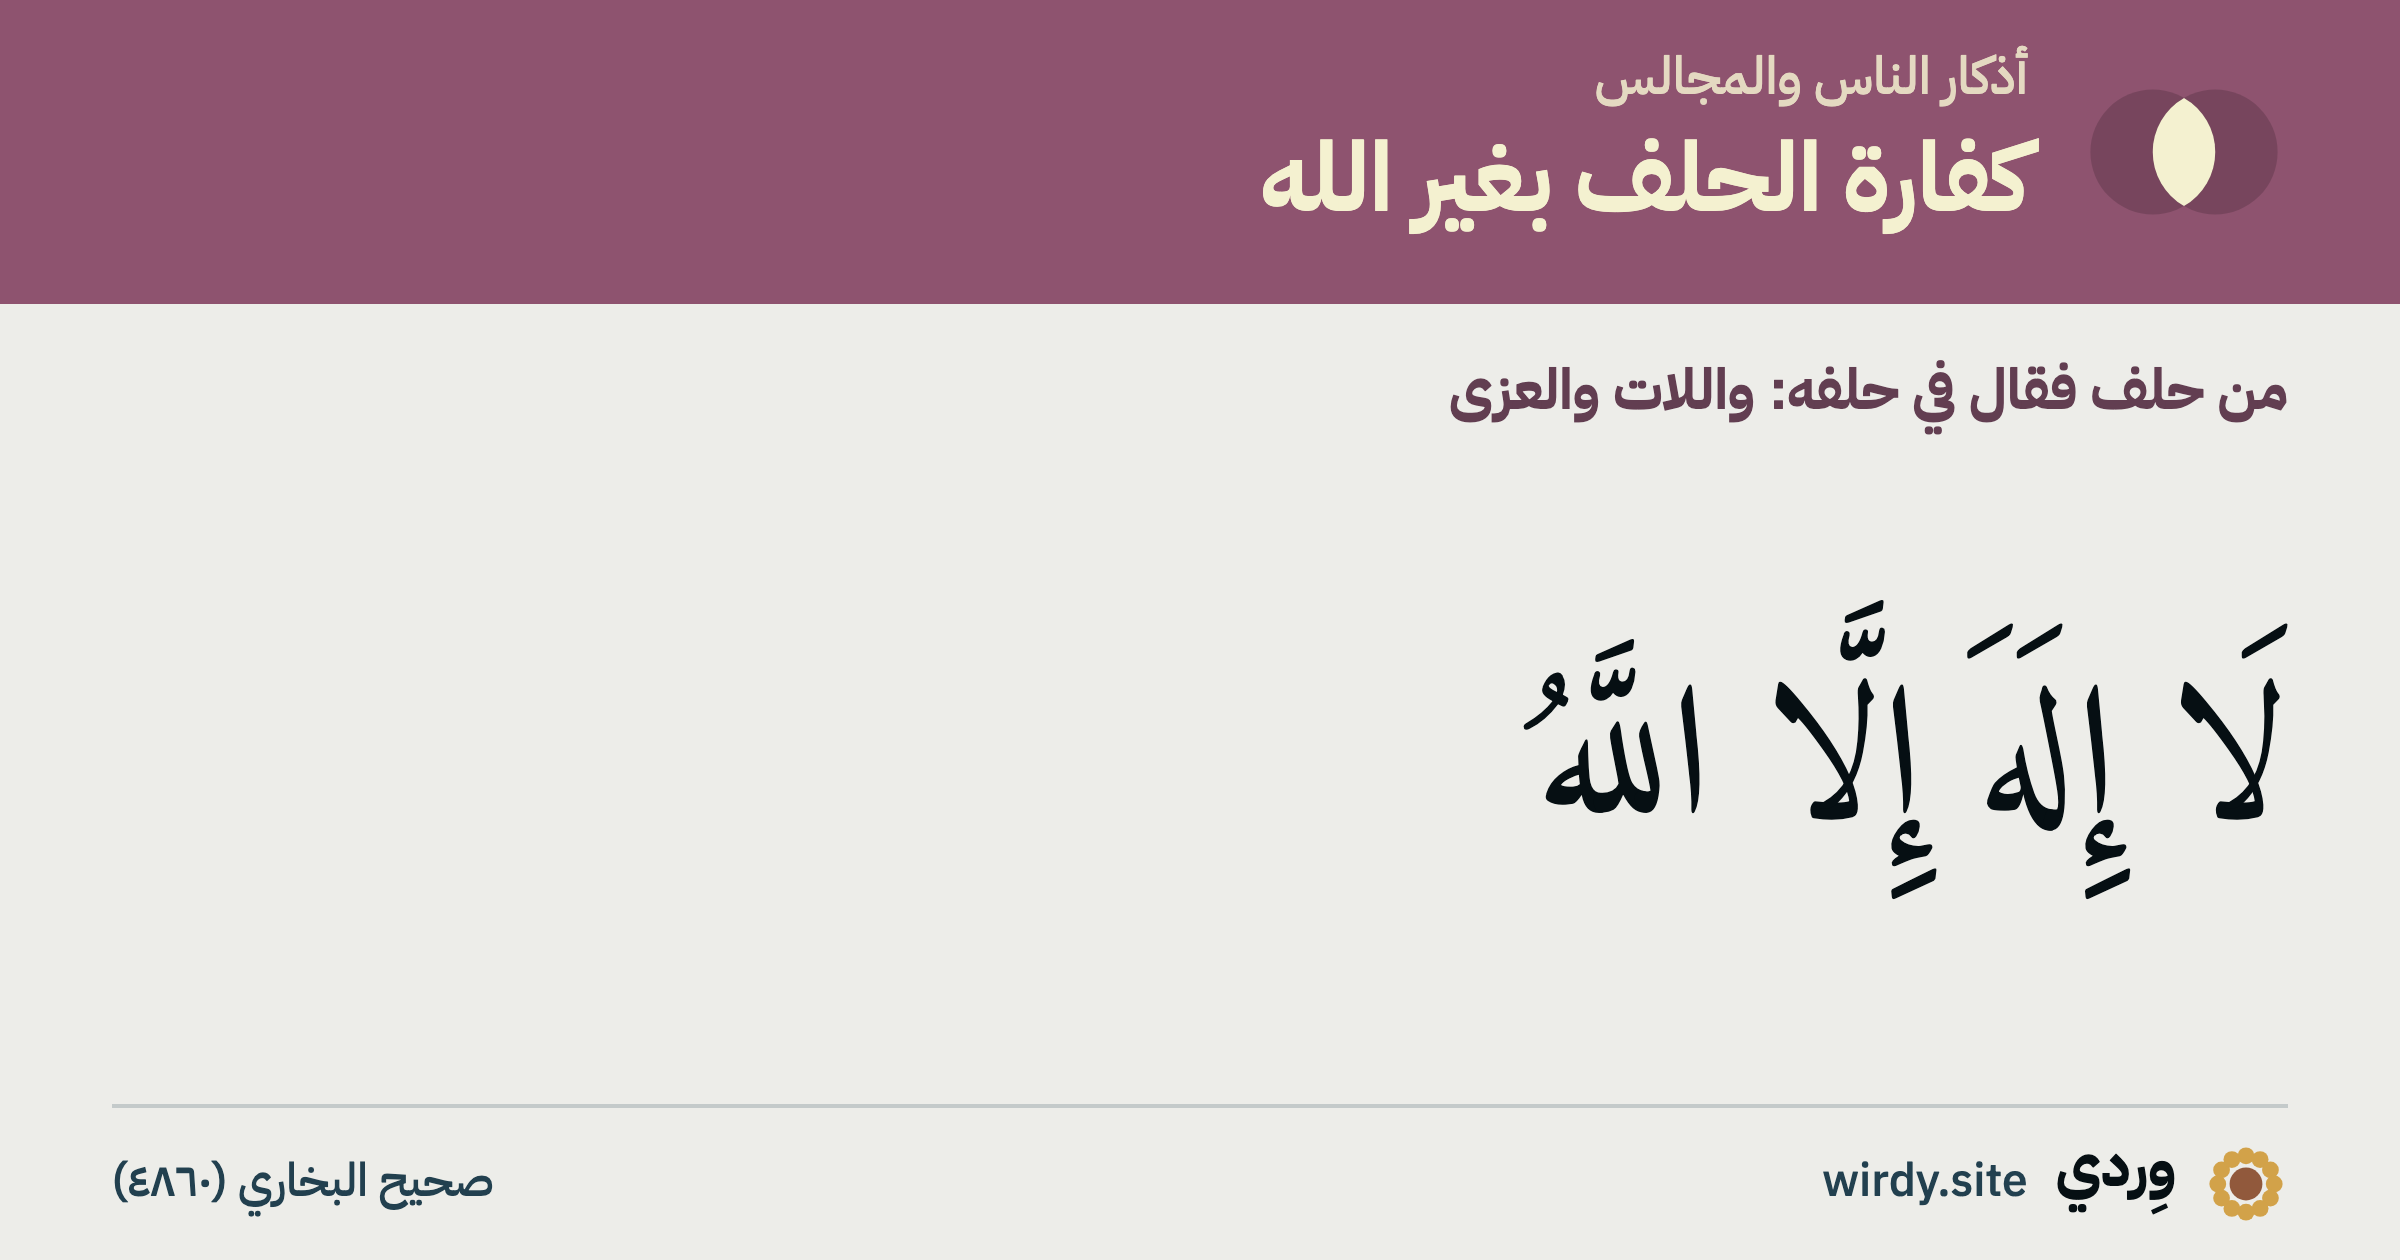 أذكار الناس والمجالس
كفارة الحلف بغير الله
من حلف فقال في حلفه: واللات والعزى
لَا إِلَهَ إِلَّا اللَّهُ
وِردي wirdy.site
صحيح البخاري (٤٨٦٠)